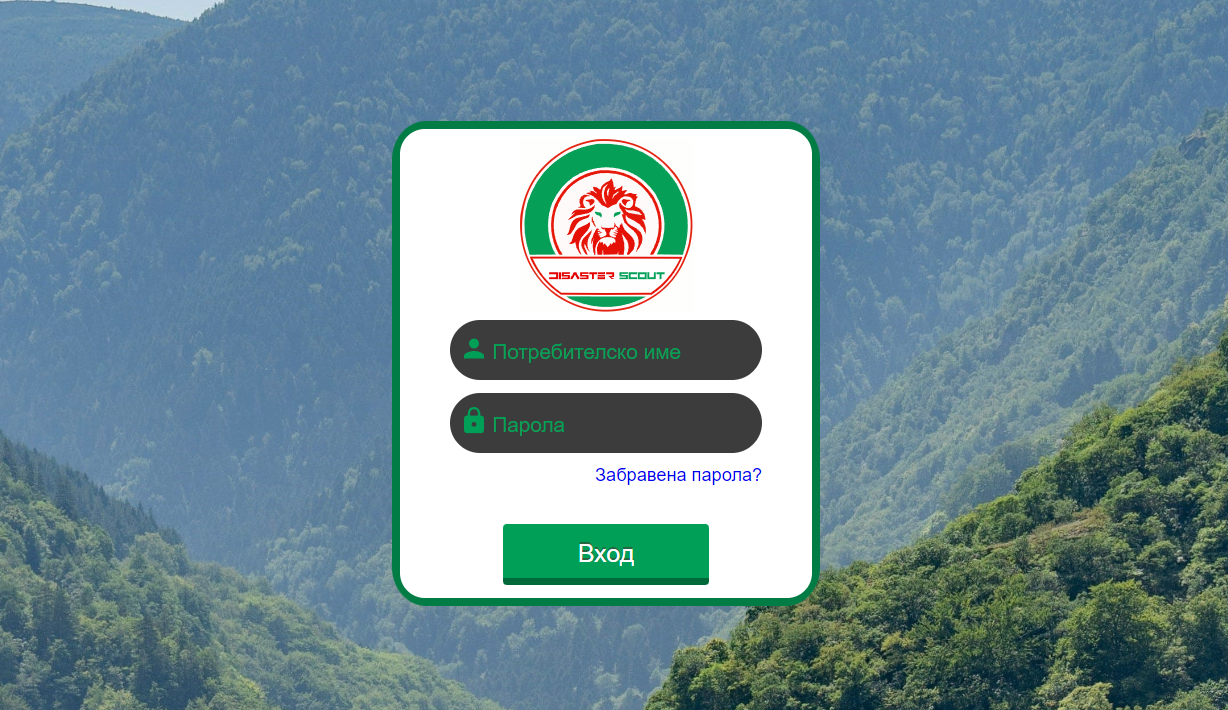 DISASTER SCOUT
Потребителско име
Парола
Забравена парола?
Вход